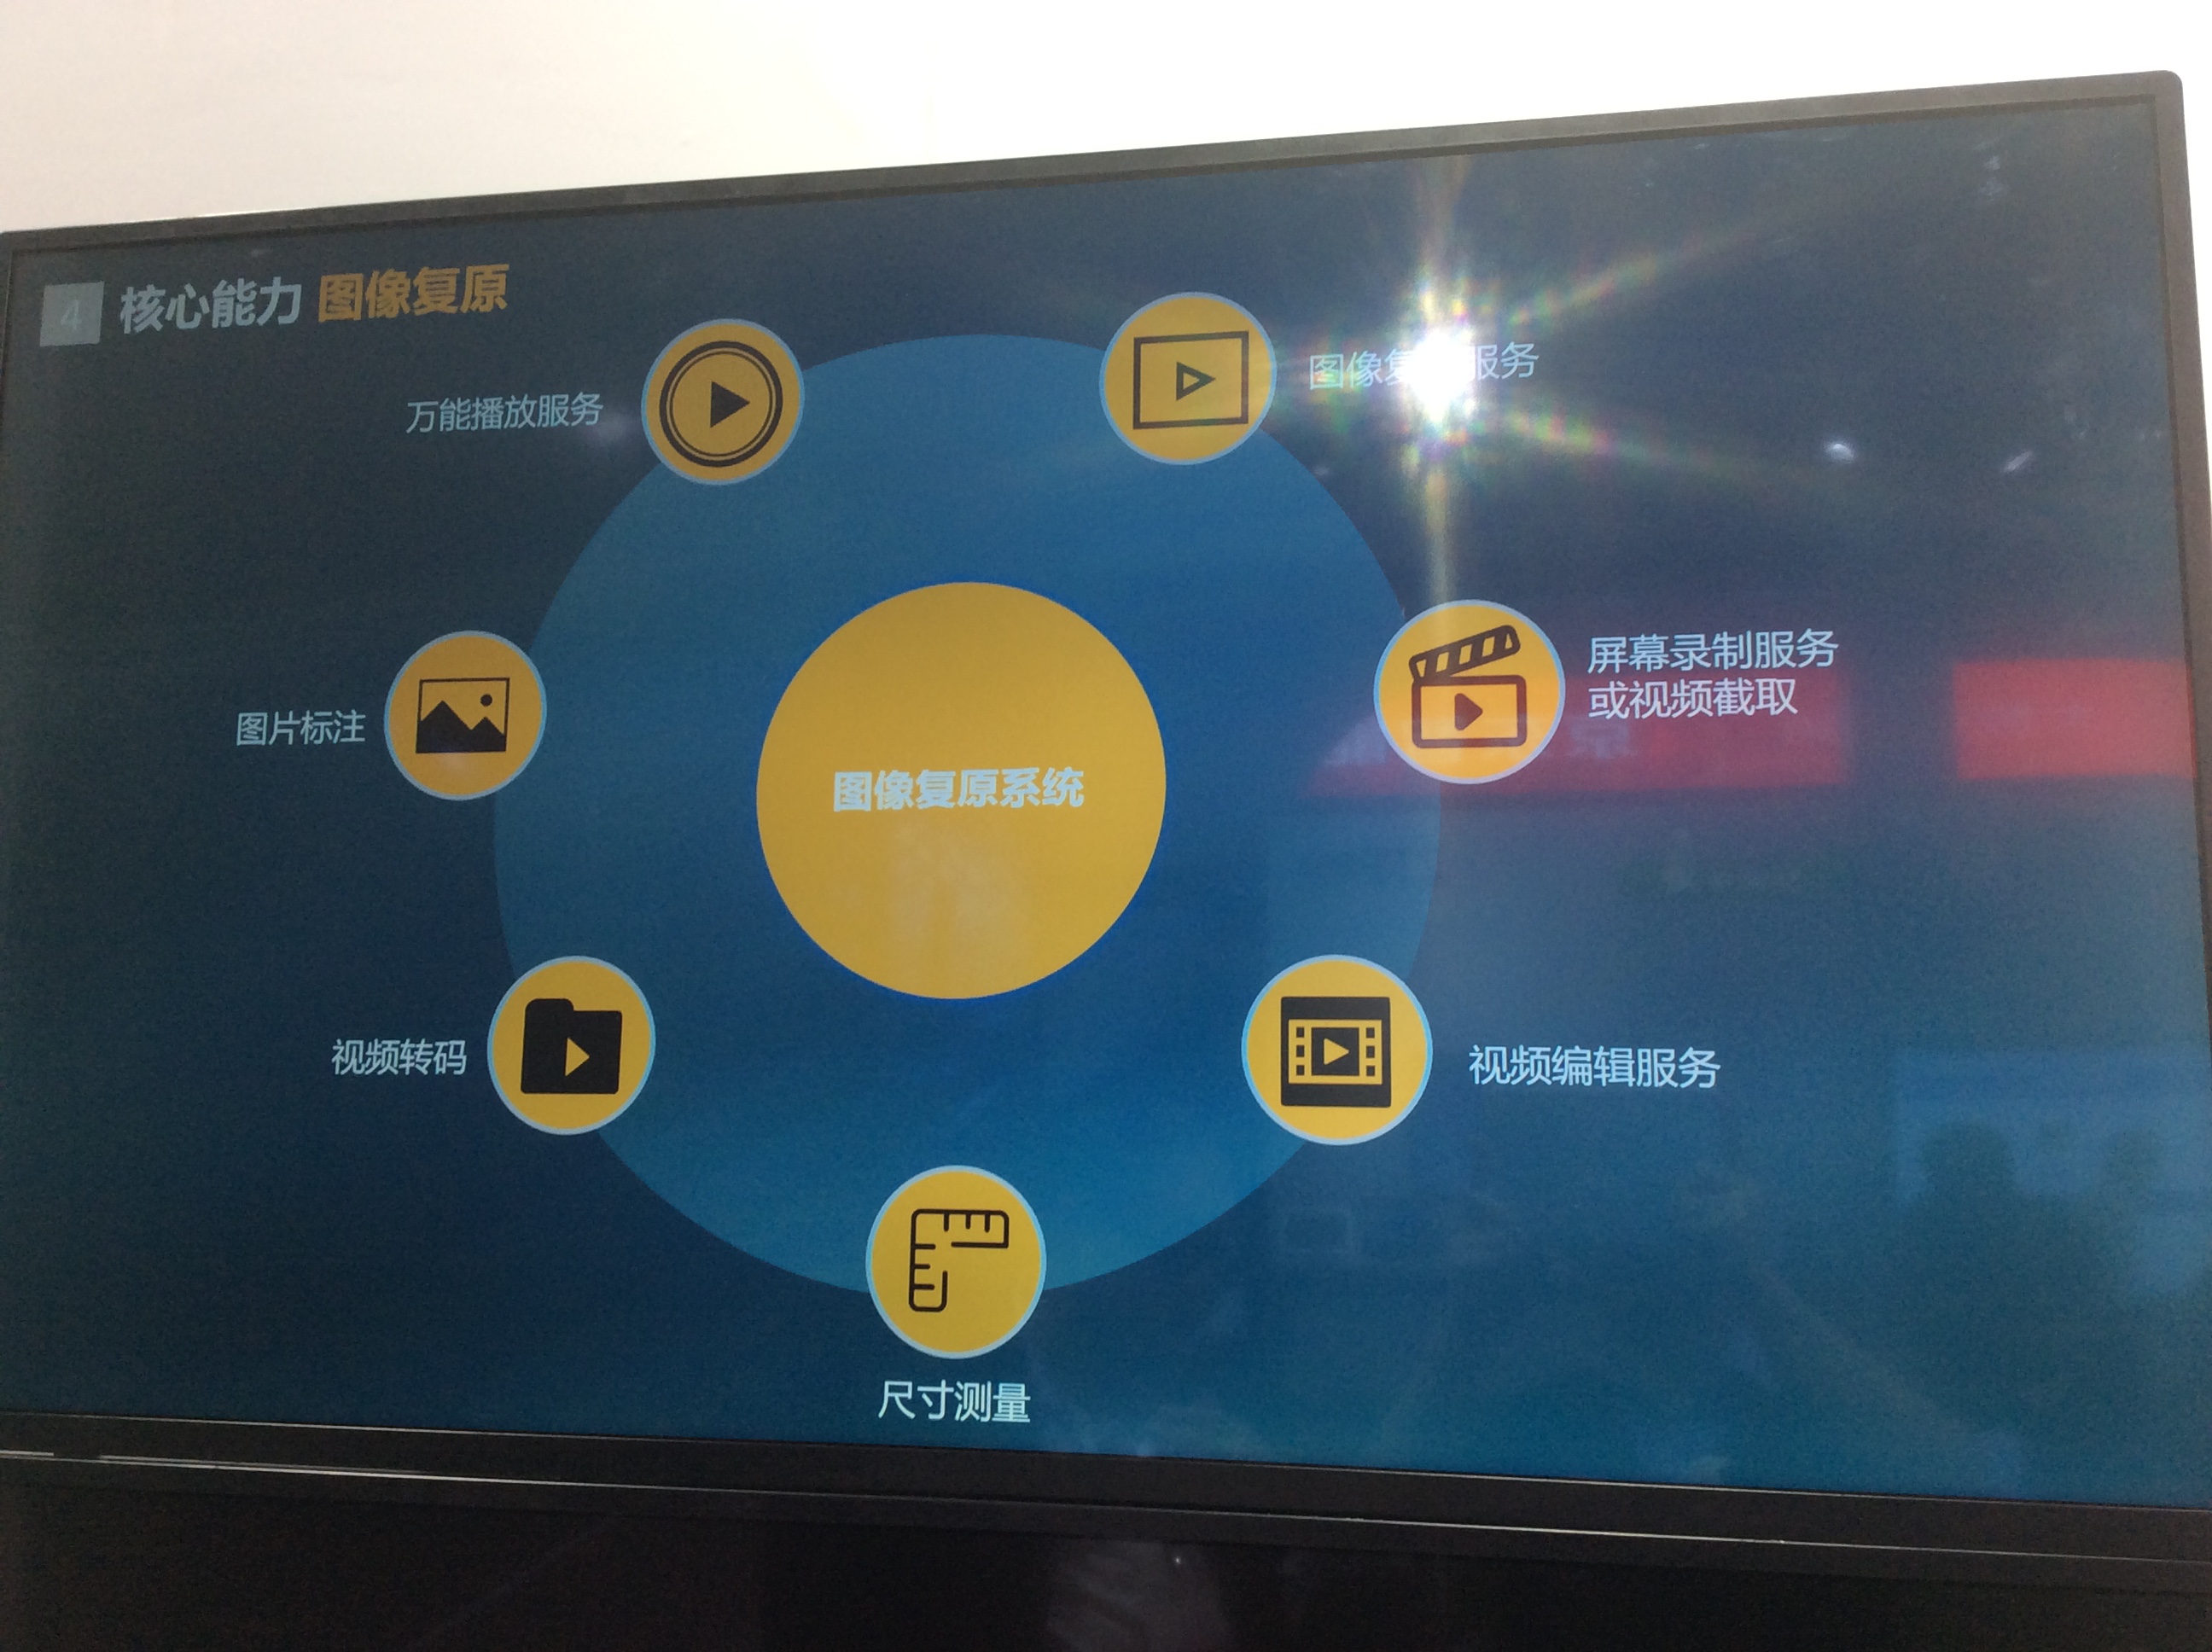 4 核心能力 图像复原
万能播放服务
图像复 服务
屏幕录制服务
或视频截取
图片标注
图像复原系统
视频转码
视频编辑服务
尺寸测量